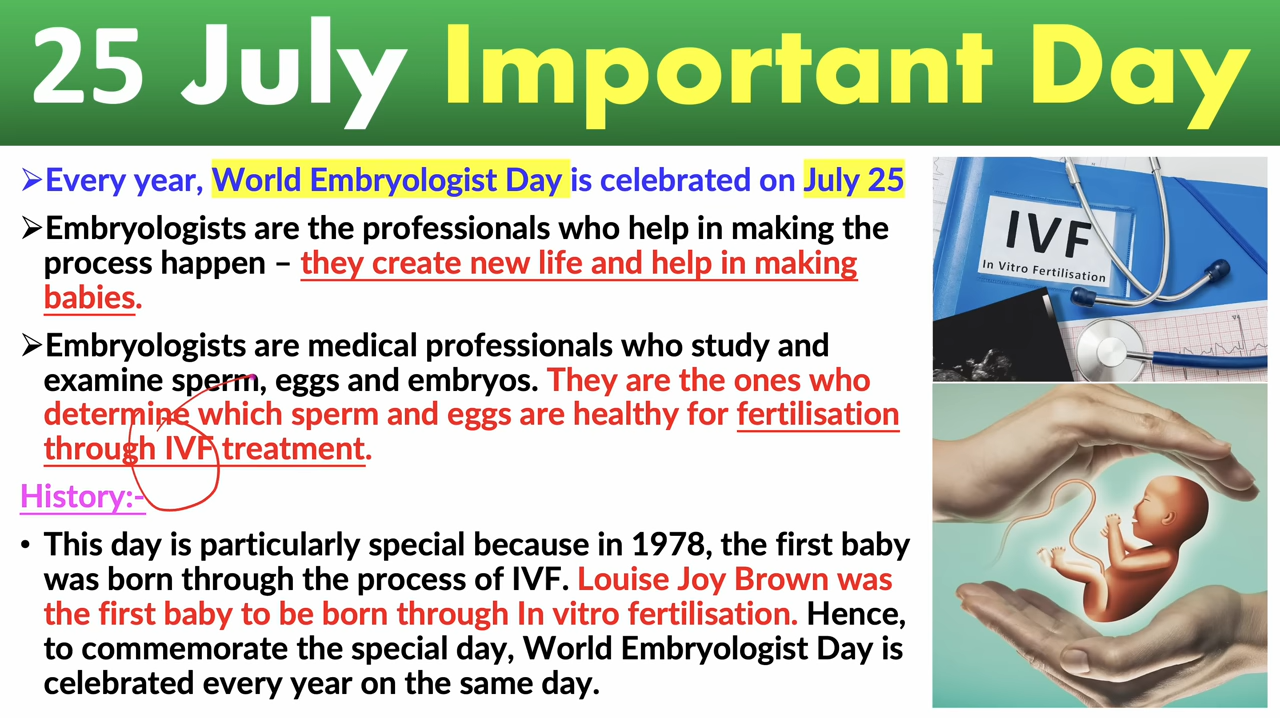 25 July Important Day
➢Every year, World Embryologist Day is celebrated on July 25
➢Embryologists are the professionals who help in making the
process happen – they create new life and help in making
babies.
➢Embryologists are medical professionals who study and
examine sperm, eggs and embryos. They are the ones who
determine which sperm and eggs are healthy for fertilisation
through IVF treatment.
History:-
• This day is particularly special because in 1978, the first baby
was born through the process of IVF. Louise Joy Brown was
the first baby to be born through In vitro fertilisation. Hence,
to commemorate the special day, World Embryologist Day is
celebrated every year on the same day.
IVF
In Vitro Fertilisation